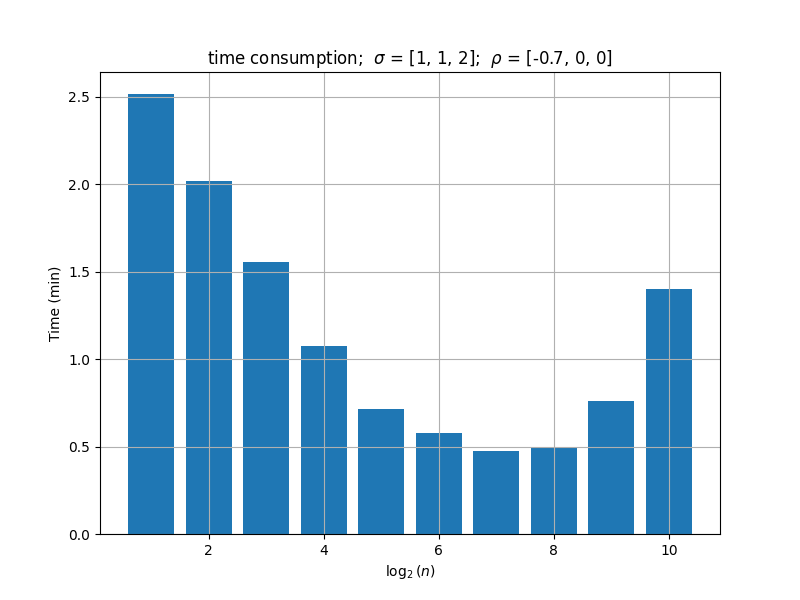 time consumption; σ = [1, 1, 2]; ρ = [-0.7, 0, 0]
2.5
2.0
1.5
1.0
0.5
0.0
Time (min)
2 4 6 8 10
log₂(n)